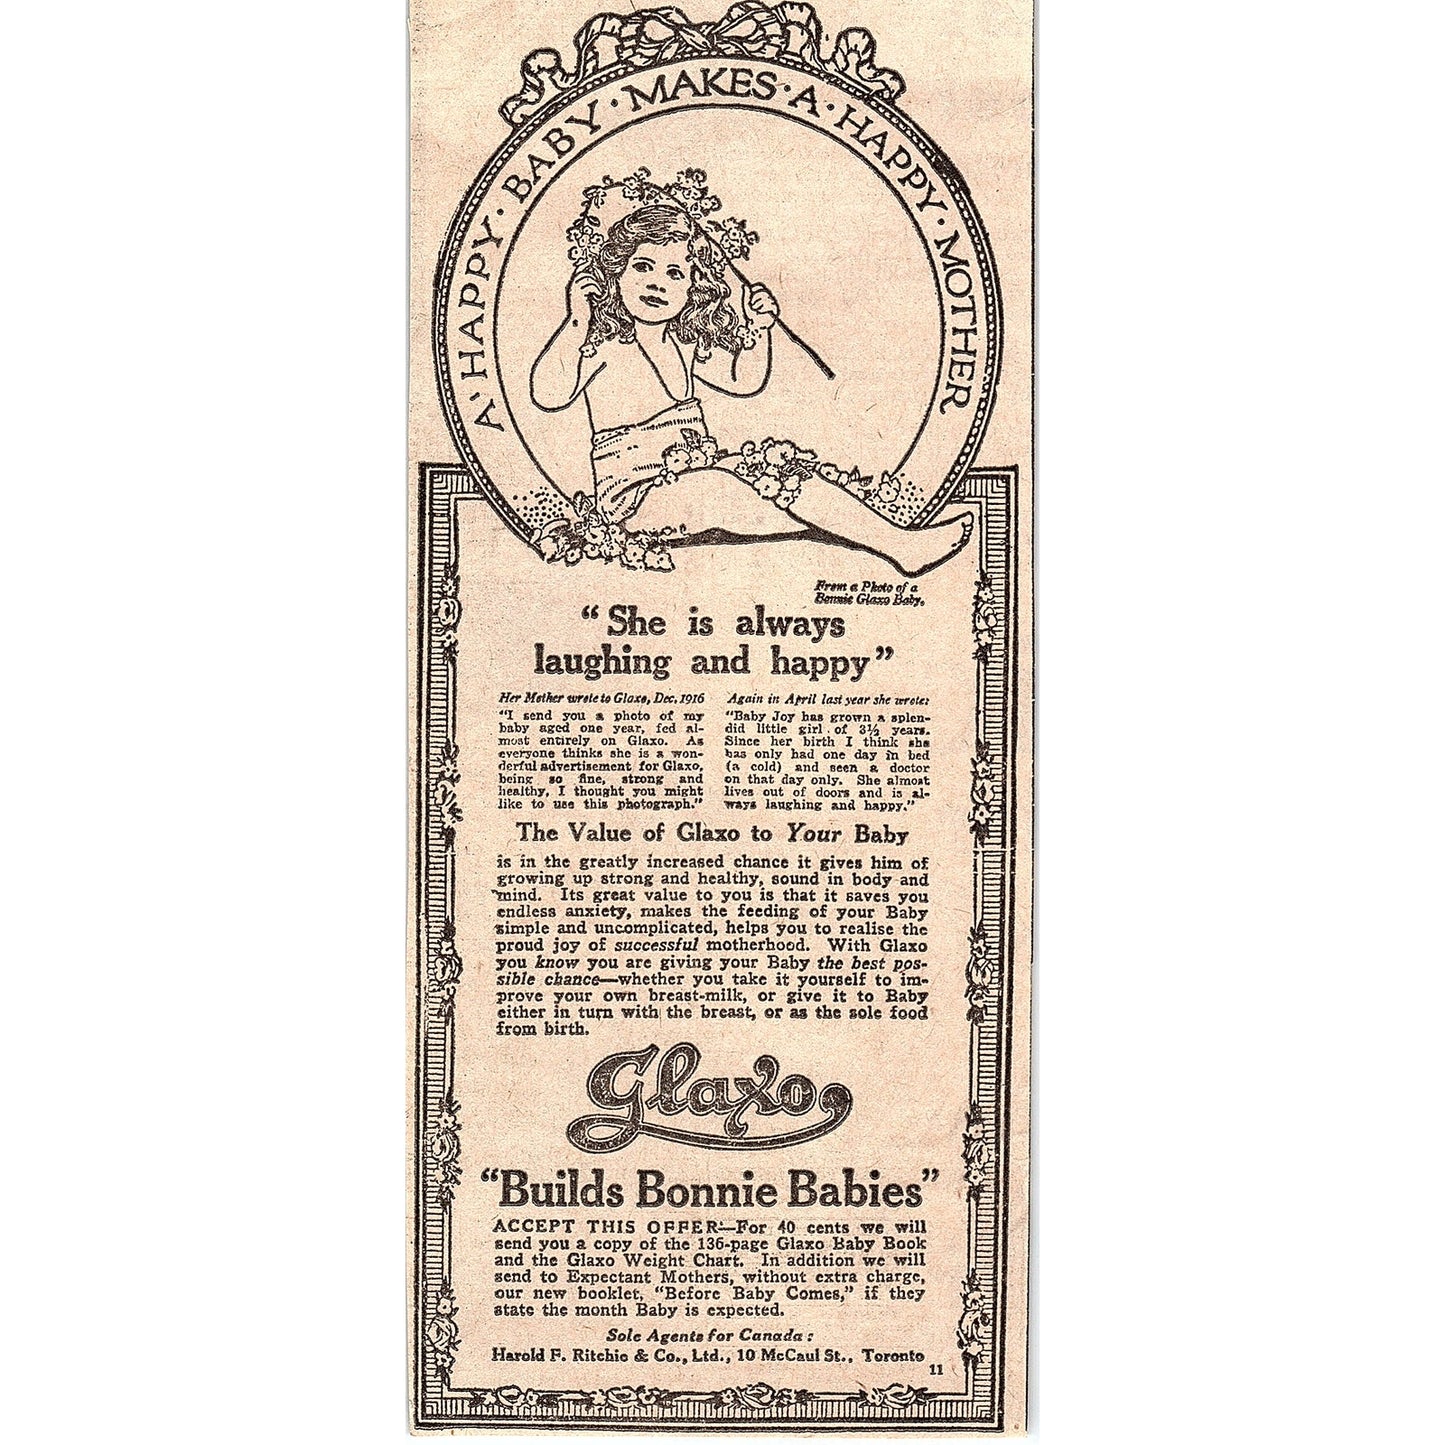 A · HAPPY · BABY · MAKES · A · HAPPY · MOTHER
From a Photo of a
Bonnie Glaxo Baby.
“She is always
laughing and happy”
Her Mother wrote to Glaxo, Dec. 1916
“I send you a photo of my
baby aged one year, fed al-
most entirely on Glaxo. As
everyone thinks she is a won-
derful advertisement for Glaxo,
being so fine, strong and
healthy, I thought you might
like to use this photograph.”
Again in April last year she wrote:
“Baby Joy has grown a splen-
did little girl of 3½ years.
Since her birth I think she
has only had one day in bed
(a cold) and seen a doctor
on that day only. She almost
lives out of doors and is al-
ways laughing and happy.”
The Value of Glaxo to Your Baby
is in the greatly increased chance it gives him of
growing up strong and healthy, sound in body and
mind. Its great value to you is that it saves you
endless anxiety, makes the feeding of your Baby
simple and uncomplicated, helps you to realise the
proud joy of successful motherhood. With Glaxo
you know you are giving your Baby the best pos-
sible chance—whether you take it yourself to im-
prove your own breast-milk, or give it to Baby
either in turn with the breast, or as the sole food
from birth.
Glaxo,
“Builds Bonnie Babies”
ACCEPT THIS OFFER:—For 40 cents we will
send you a copy of the 136-page Glaxo Baby Book
and the Glaxo Weight Chart. In addition we will
send to Expectant Mothers, without extra charge,
our new booklet, “Before Baby Comes,” if they
state the month Baby is expected.
Sole Agents for Canada:
Harold F. Ritchie & Co., Ltd., 10 McCaul St., Toronto
11